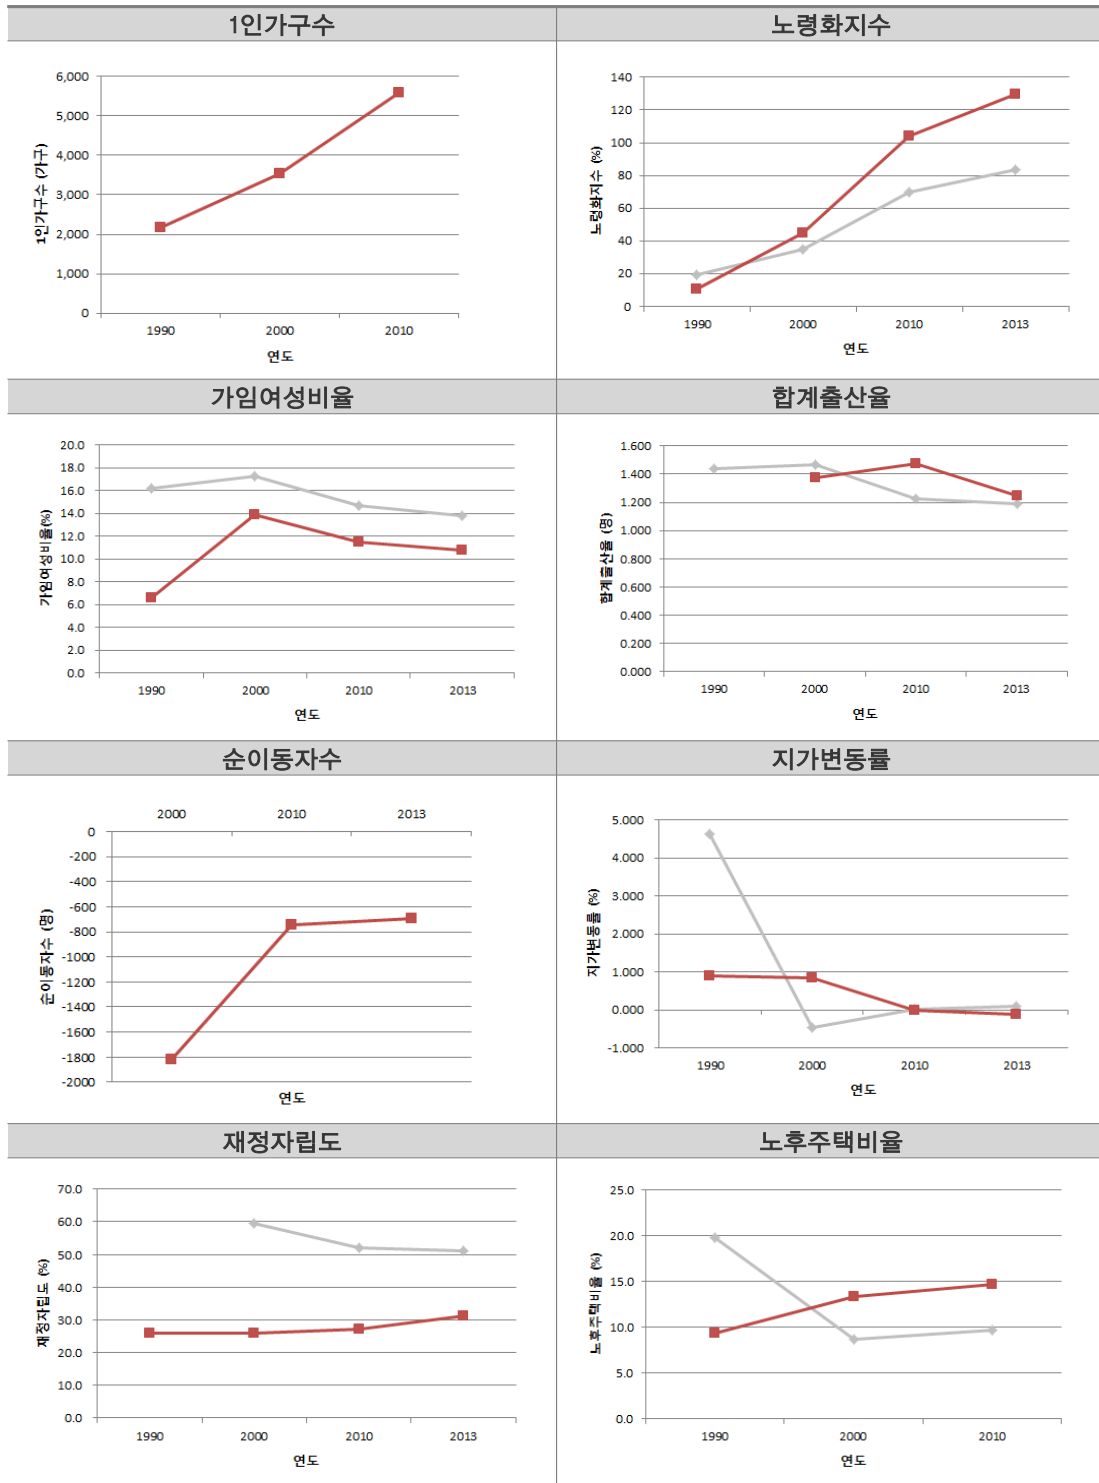 1인가구수
노령화지수
6,000
5,000
4,000
3,000
2,000
1,000
0
1인가구수 (가구)
1990 2000 2010
연도
140
120
100
80
60
40
20
0
노령화지수 (%)
1990 2000 2010 2013
연도
가임여성비율
합계출산율
20.0
18.0
16.0
14.0
12.0
10.0
8.0
6.0
4.0
2.0
0.0
가임여성비율(%)
1990 2000 2010 2013
연도
1.600
1.400
1.200
1.000
0.800
0.600
0.400
0.200
0.000
합계출산율 (명)
1990 2000 2010 2013
연도
순이동자수
지가변동률
2000 2010 2013
0
-200
-400
-600
-800
-1000
-1200
-1400
-1600
-1800
-2000
순이동자수 (명)
연도
5.000
4.000
3.000
2.000
1.000
0.000
-1.000
지가변동률 (%)
1990 2000 2010 2013
연도
재정자립도
노후주택비율
70.0
60.0
50.0
40.0
30.0
20.0
10.0
0.0
재정자립도 (%)
1990 2000 2010 2013
연도
25.0
20.0
15.0
10.0
5.0
0.0
노후주택비율 (%)
1990 2000 2010
연도